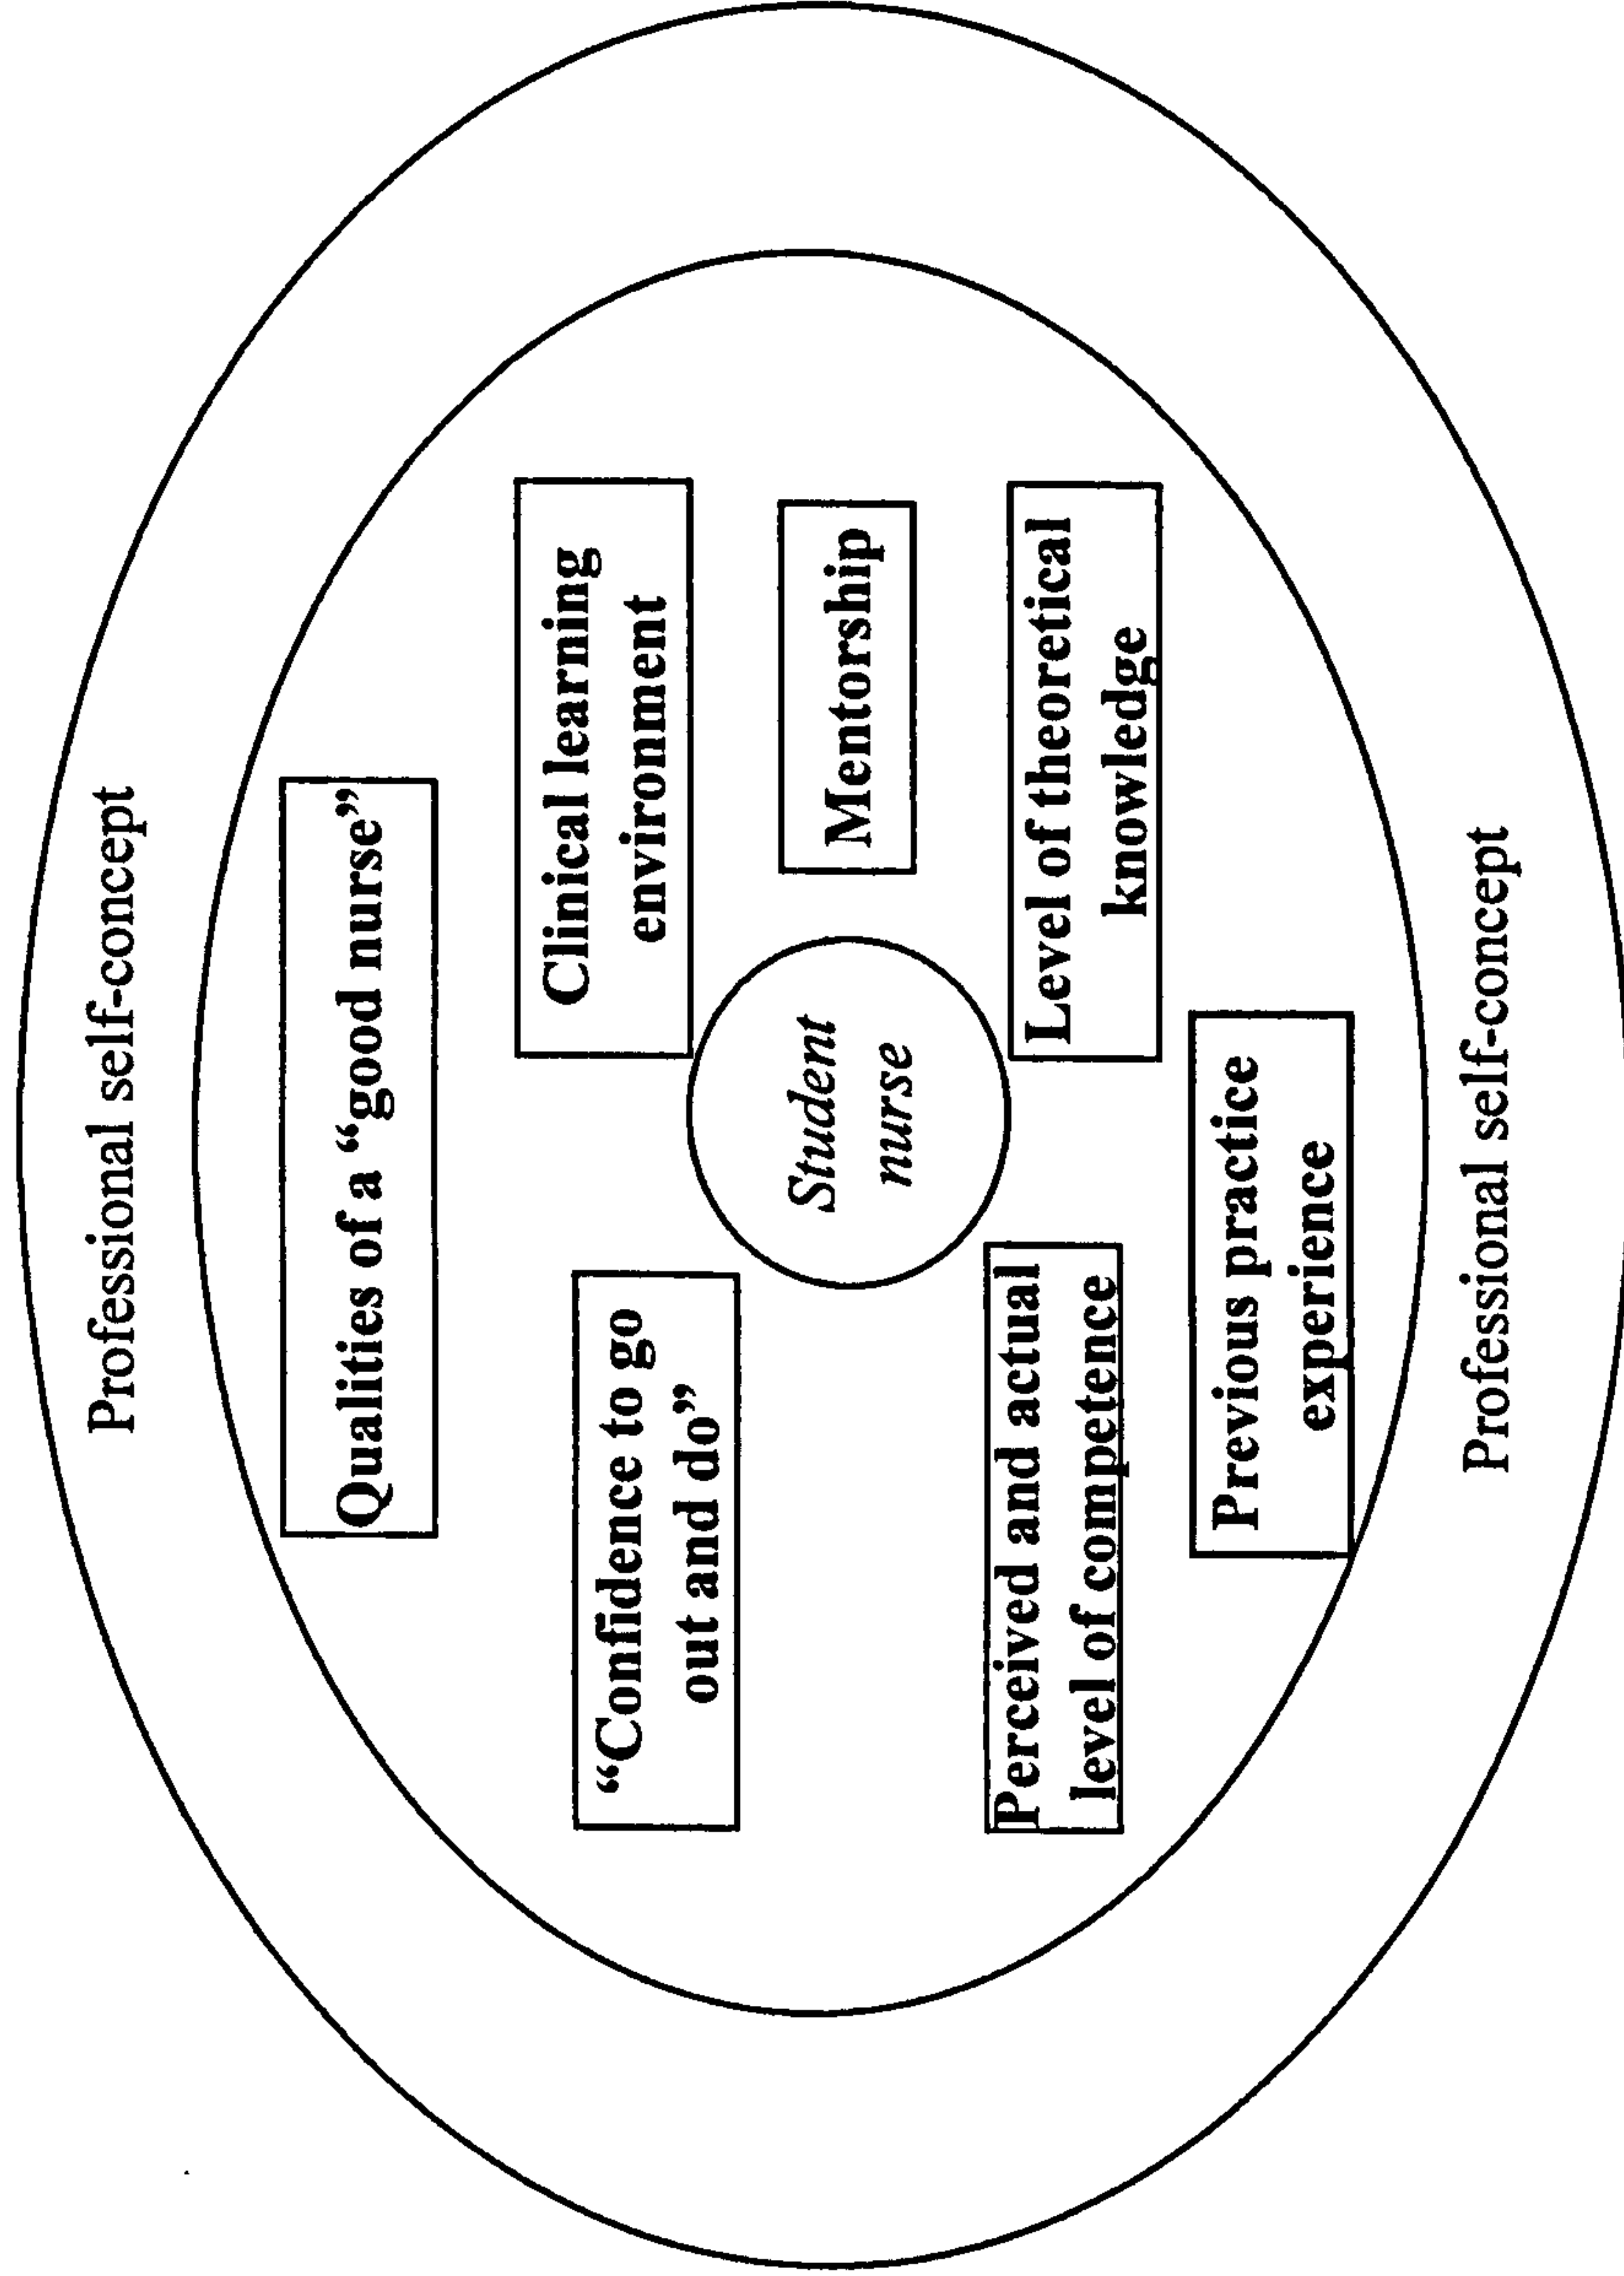 Professional self-concept
Qualities of a “good nurse”
“Confidence to go
out and do”
Clinical learning
environment
Student
nurse
Mentorship
Perceived and actual
level of competence
Level of theoretical
knowledge
Previous practice
experience
Professional self-concept